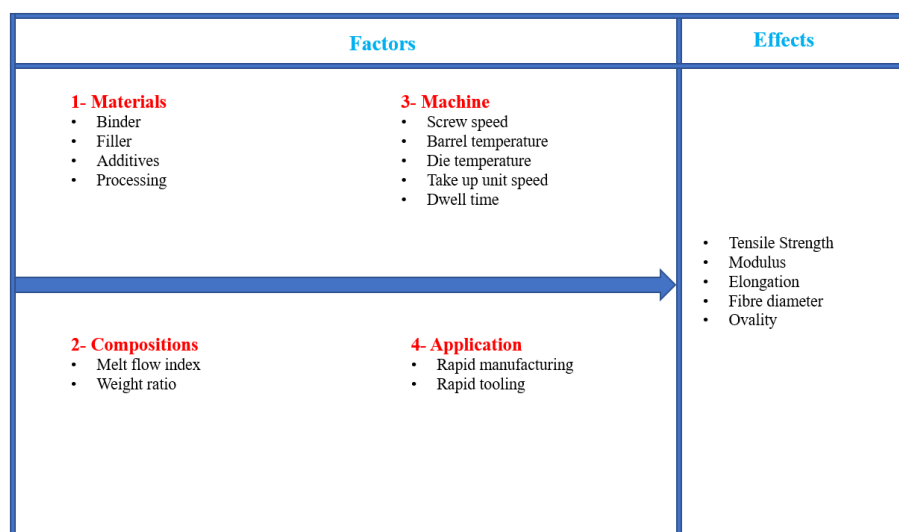 Factors
Effects
1- Materials
• Binder
• Filler
• Additives
• Processing
3- Machine
• Screw speed
• Barrel temperature
• Die temperature
• Take up unit speed
• Dwell time
2- Compositions
• Melt flow index
• Weight ratio
4- Application
• Rapid manufacturing
• Rapid tooling
• Tensile Strength
• Modulus
• Elongation
• Fibre diameter
• Ovality